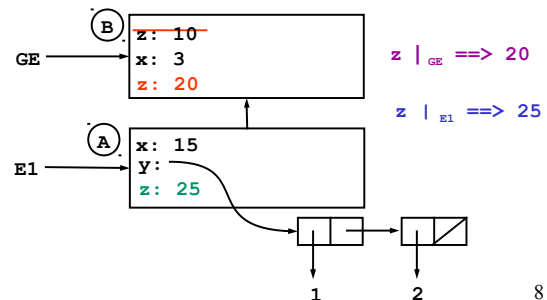 B
z: 10
GE
x: 3
z: 20
z | GE ==> 20
z | E1 ==> 25
A
x: 15
E1
y:
z: 25
1
2
8